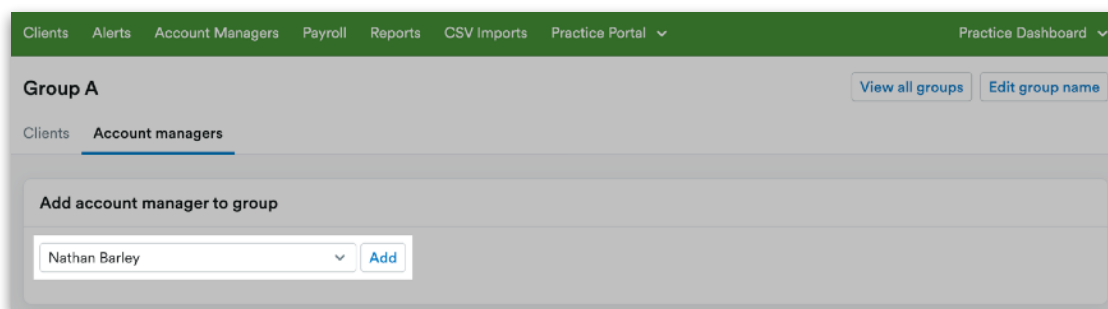 Clients Alerts Account Managers Payroll Reports CSV Imports Practice Portal Practice Dashboard
Group A View all groups Edit group name
Clients Account managers
Add account manager to group
Nathan Barley Add